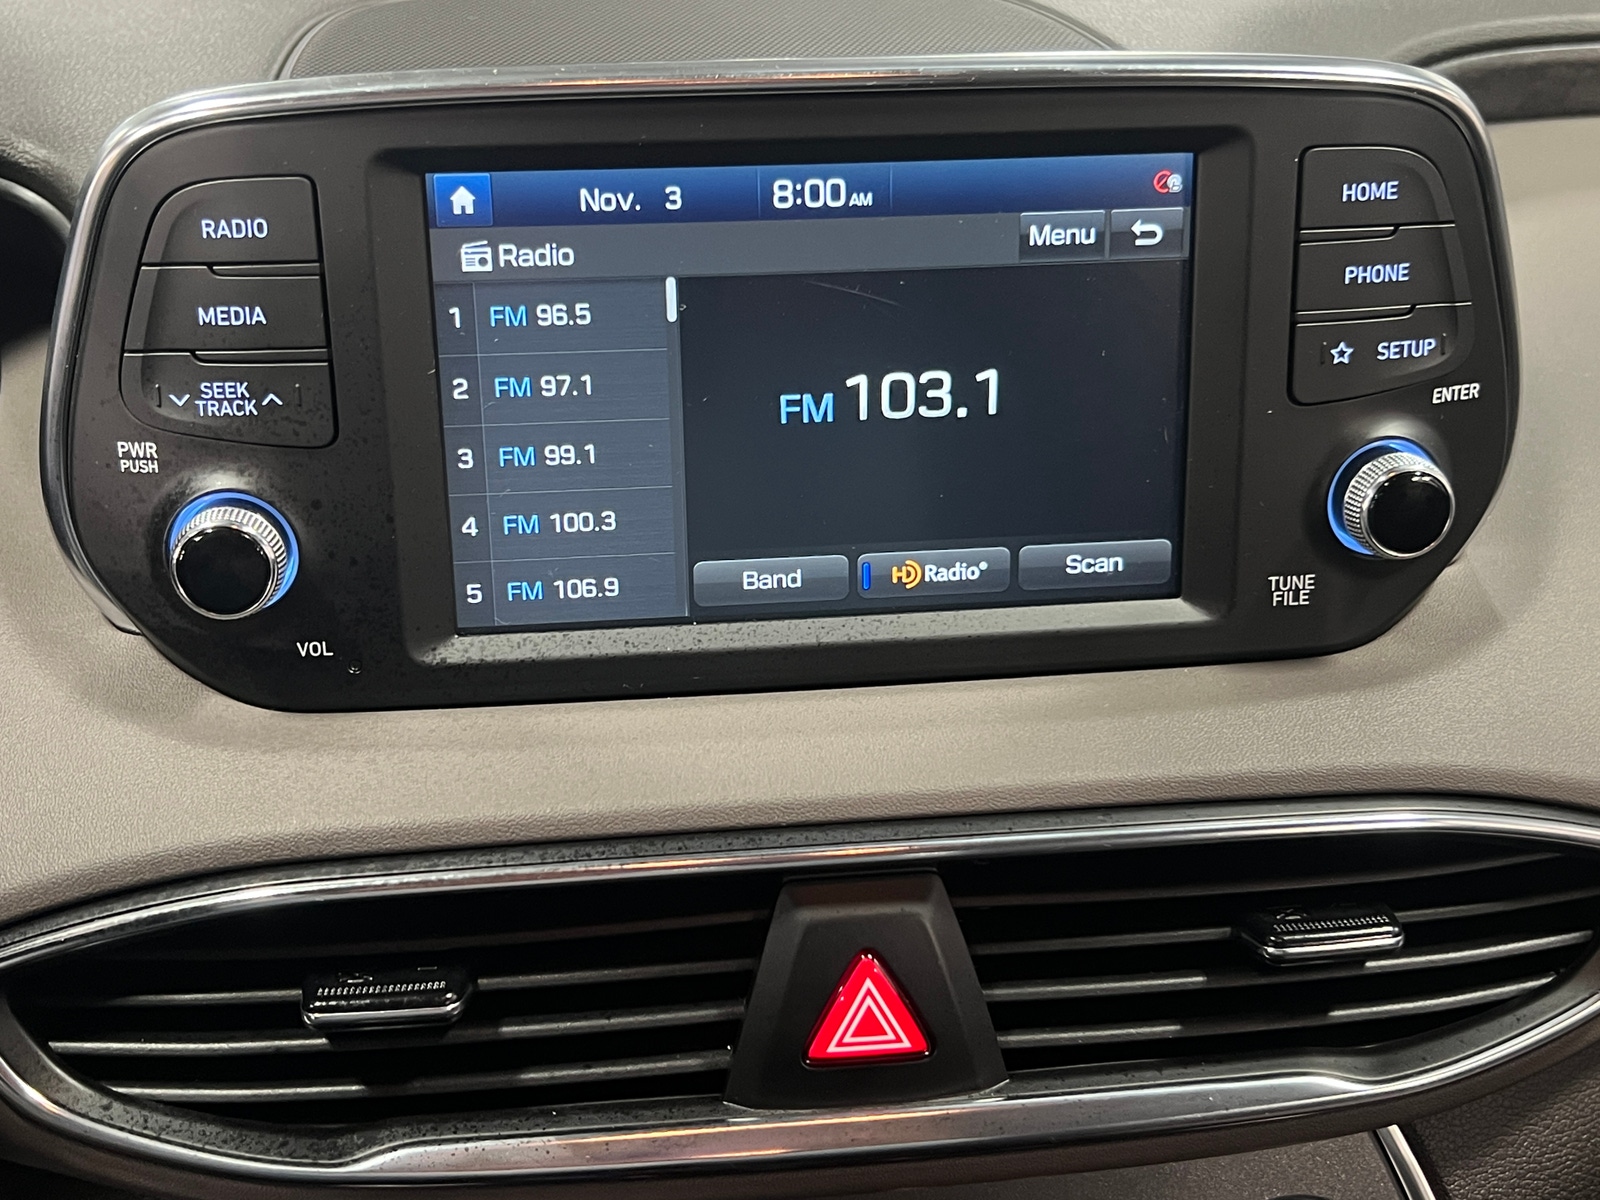 RADIO
MEDIA
SEEK
TRACK
PWR
PUSH
VOL
Nov. 3 8:00 AM
Radio
Menu
1 FM 96.5
2 FM 97.1
3 FM 99.1
4 FM 100.3
5 FM 106.9
FM 103.1
Band
HD Radio®
Scan
HOME
PHONE
☆ SETUP
ENTER
TUNE
FILE